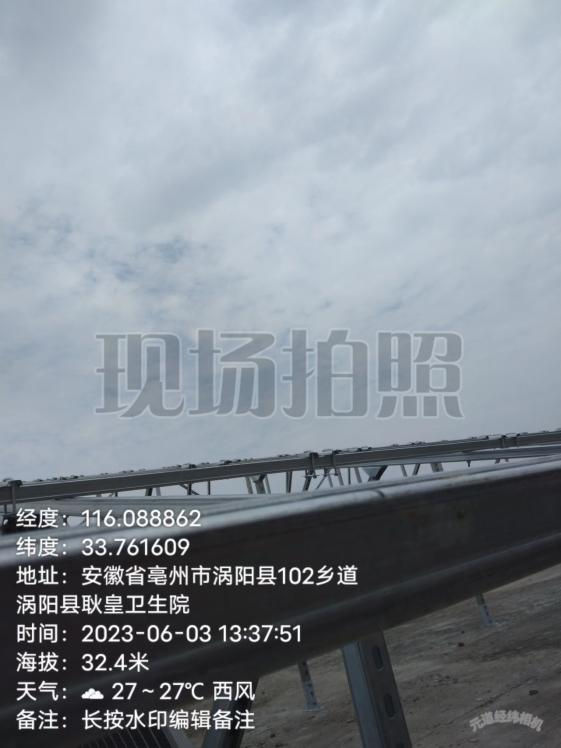 现场拍照
经度：116.088862
纬度：33.761609
地址：安徽省亳州市涡阳县102乡道
涡阳县耿皇卫生院
时间：2023-06-03 13:37:51
海拔：32.4米
天气：☁ 27～27℃ 西风
备注：长按水印编辑备注
元道经纬相机